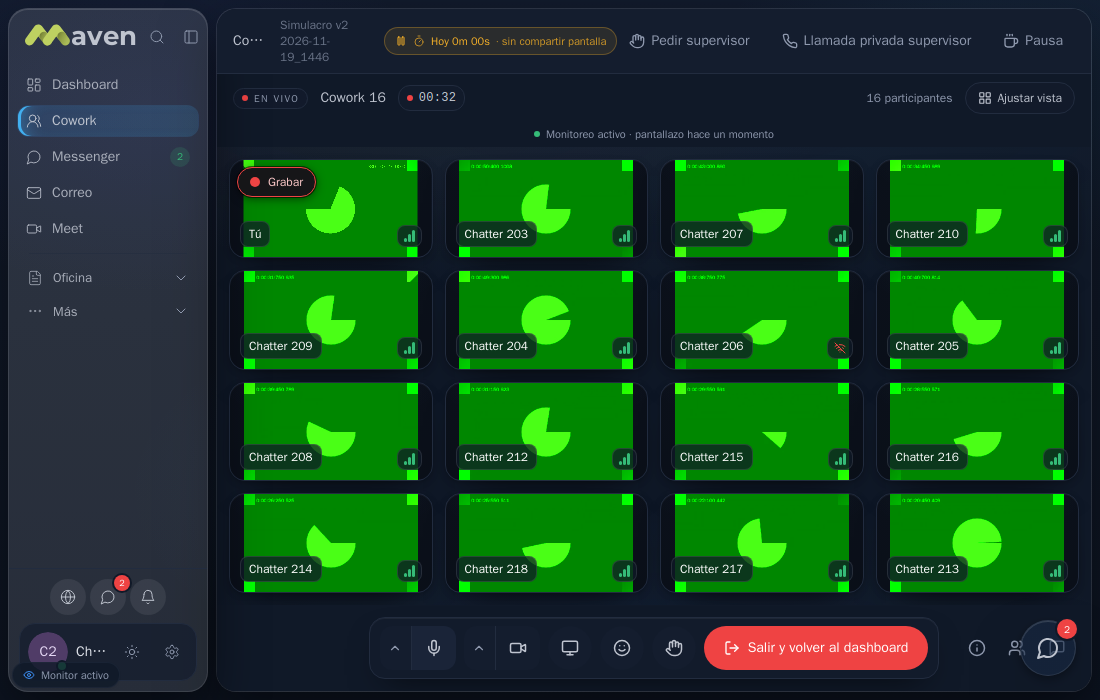 Maven
Dashboard
Cowork
Messenger
2
Correo
Meet
Oficina
Más
2
C2
Ch···
Monitor activo
Co···
Simulacro v2
2026-11-
19_1446
Hoy 0m 00s · sin compartir pantalla
Pedir supervisor
Llamada privada supervisor
Pausa
EN VIVO
Cowork 16
00:32
16 participantes
Ajustar vista
Monitoreo activo · pantallazo hace un momento
Grabar
Tú
Chatter 203
Chatter 207
Chatter 210
Chatter 209
Chatter 204
Chatter 206
Chatter 205
Chatter 208
Chatter 212
Chatter 215
Chatter 216
Chatter 214
Chatter 218
Chatter 217
Chatter 213
Salir y volver al dashboard
2